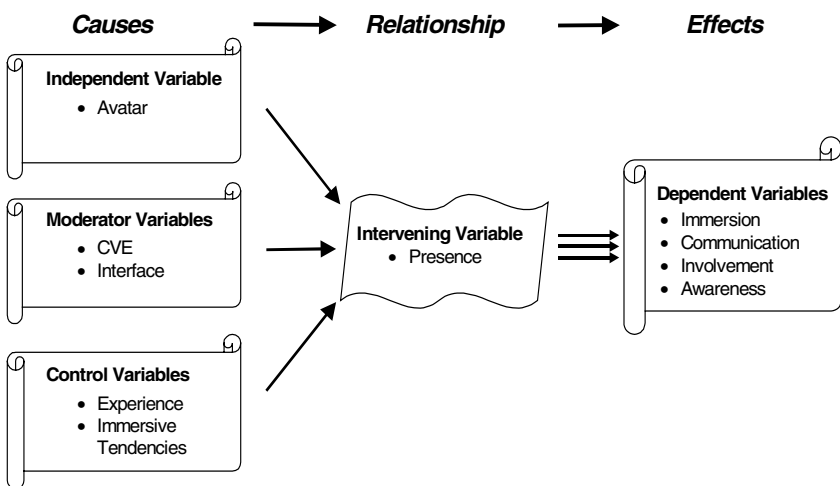 Causes Relationship Effects
Independent Variable
• Avatar
Moderator Variables
• CVE
• Interface
Control Variables
• Experience
• Immersive
Tendencies
Intervening Variable
• Presence
Dependent Variables
• Immersion
• Communication
• Involvement
• Awareness